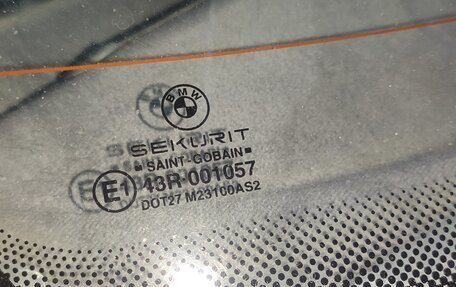 BMW
SEKURIT
SAINT-GOBAIN
E1 43R-001057
DOT27 M23100AS2